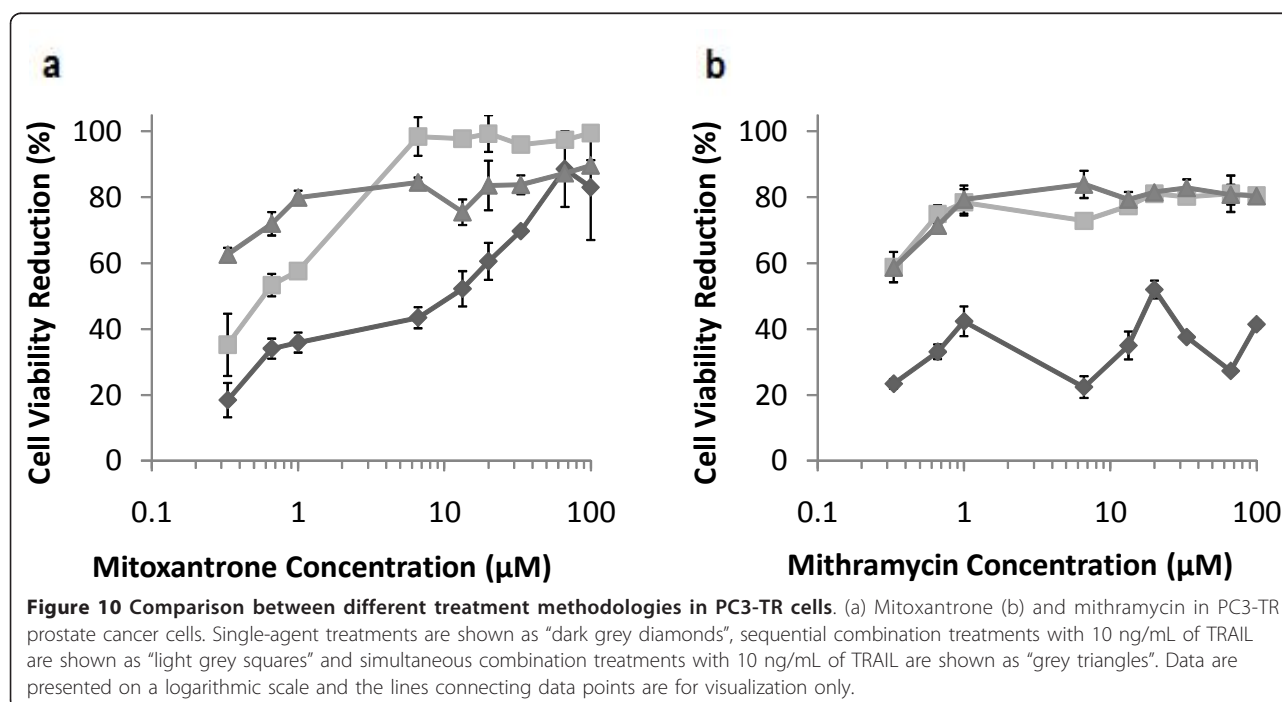 a
b
100
80
60
40
20
0
Cell Viability Reduction (%)
0.1 1 10 100
Mitoxantrone Concentration (µM)
100
80
60
40
20
0
Cell Viability Reduction (%)
0.1 1 10 100
Mithramycin Concentration (µM)
Figure 10 Comparison between different treatment methodologies in PC3-TR cells. (a) Mitoxantrone (b) and mithramycin in PC3-TR
prostate cancer cells. Single-agent treatments are shown as “dark grey diamonds”, sequential combination treatments with 10 ng/mL of TRAIL
are shown as “light grey squares” and simultaneous combination treatments with 10 ng/mL of TRAIL are shown as “grey triangles”. Data are
presented on a logarithmic scale and the lines connecting data points are for visualization only.